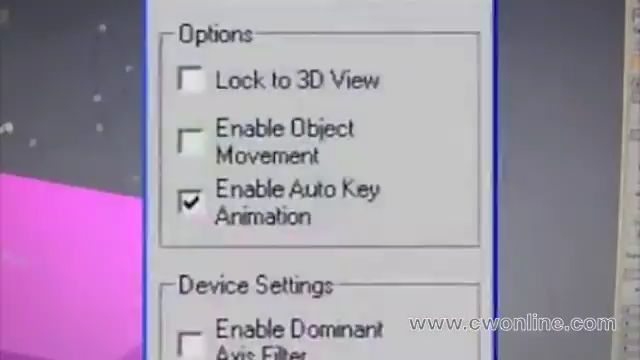 Options
Lock to 3D View
Enable Object
Movement
Enable Auto Key
Animation
Device Settings
Enable Dominant
Axis Filter
www.cwonline.com